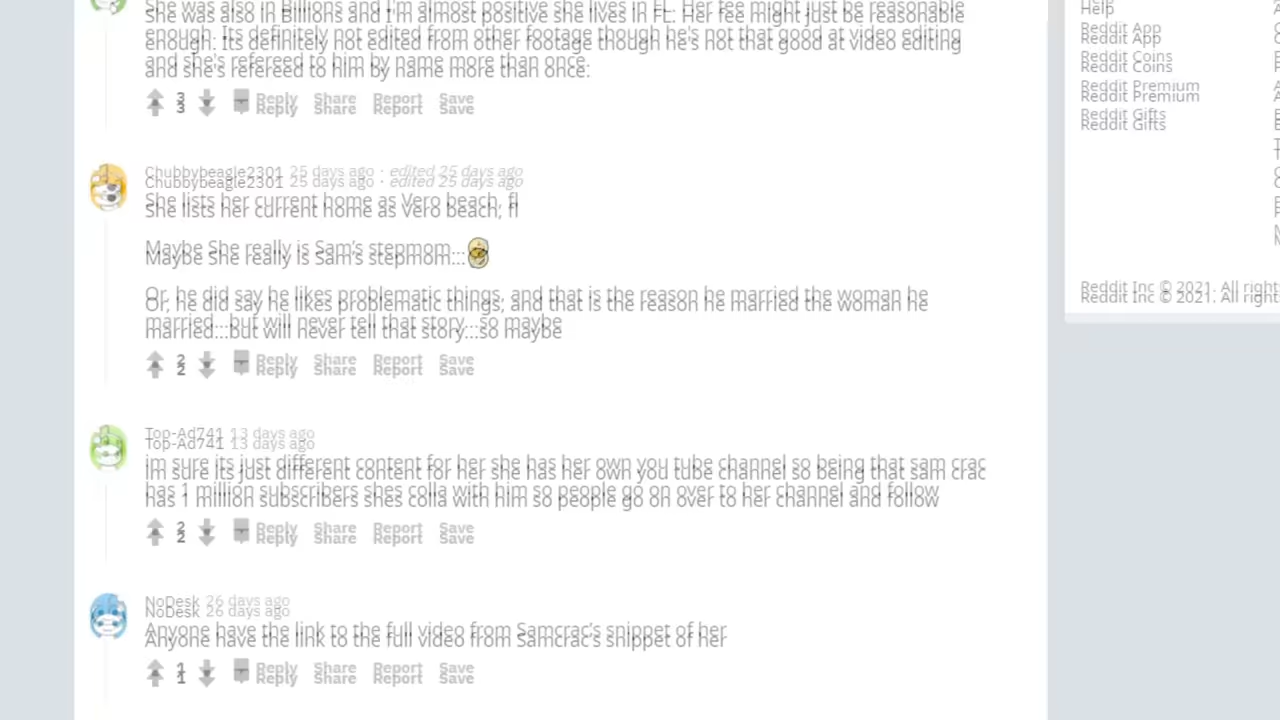 She was also in Billions and I'm almost positive she lives in FL. Her fee might just be reasonable
enough. Its definitely not edited from other footage though he's not that good at video editing
and she's refereed to him by name more than once.
3
Reply Share Report Save
Chubbybeagle2301 25 days ago · edited 25 days ago
She lists her current home as Vero beach, fl
Maybe She really is Sam's stepmom...
Or, he did say he likes problematic things, and that is the reason he married the woman he
married...but will never tell that story...so maybe
2
Reply Share Report Save
Top-Ad741 13 days ago
im sure its just different content for her she has her own you tube channel so being that sam crac
has 1 million subscribers shes colla with him so people go on over to her channel and follow
2
Reply Share Report Save
NoDesk 26 days ago
Anyone have the link to the full video from Samcrac's snippet of her
1
Reply Share Report Save
Help
Reddit App
Reddit Coins
Reddit Premium
Reddit Gifts
Reddit Inc © 2021. All right